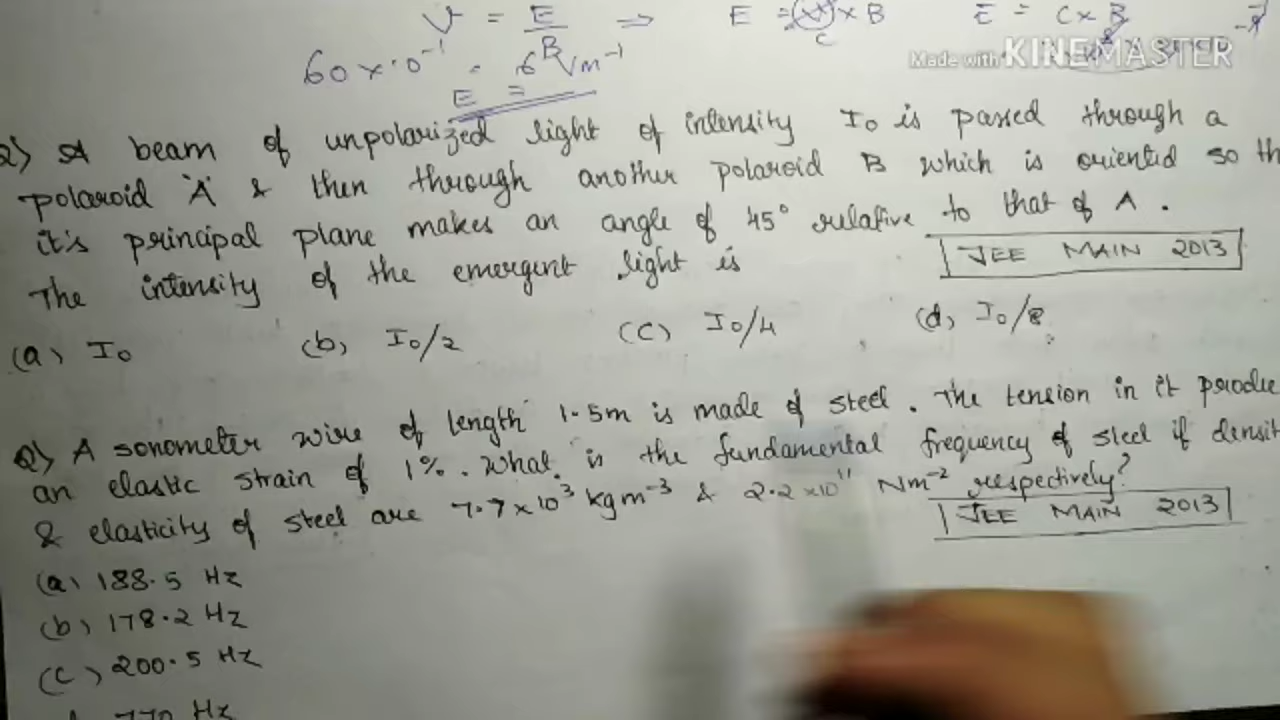 V = E/B ⇒ E = (V) × B E = C × B
C
Made with KINEMASTER
60 × 10⁻¹ = 6 Vm⁻¹
E =
Q) A beam of unpolarized light of intensity I₀ is passed through a
polaroid 'A' & then through another polaroid B which is oriented so th
it's principal plane makes an angle of 45° relative to that of A.
The intensity of the emergent light is
JEE MAIN 2013
(a) I₀ (b) I₀/2 (c) I₀/4 (d) I₀/8
Q) A sonometer wire of length 1.5m is made of steel. The tension in it produc
an elastic strain of 1%. What is the fundamental frequency of steel if densit
& elasticity of steel are 7.7 × 10³ kgm⁻³ & 2.2 × 10¹¹ Nm⁻² respectively?
JEE MAIN 2013
(a) 188.5 Hz
(b) 178.2 Hz
(c) 200.5 Hz
770 Hz